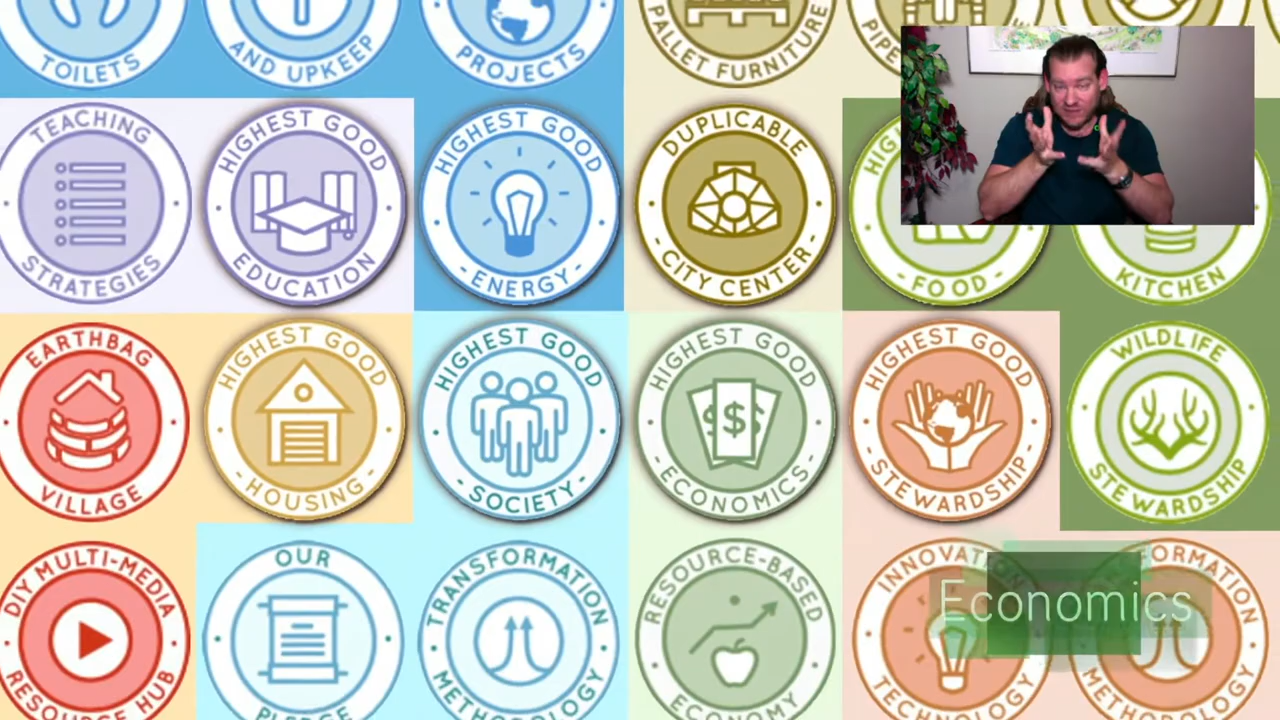 TOILETS
AND UPKEEP
PROJECTS
PALLET FURNITURE
TEACHING
STRATEGIES
HIGHEST GOOD
EDUCATION
HIGHEST GOOD
- ENERGY -
DUPLICABLE
- CITY CENTER -
- FOOD -
KITCHEN
EARTHBAG
VILLAGE
HIGHEST GOOD
- HOUSING -
HIGHEST GOOD
- SOCIETY -
HIGHEST GOOD
$ $ $
- ECONOMICS -
HIGHEST GOOD
- STEWARDSHIP -
WILDLIFE
STEWARDSHIP
DIY MULTI-MEDIA
RESOURCE HUB
OUR
PLEDGE
TRANSFORMATION
METHODOLOGY
RESOURCE-BASED
ECONOMY
TECHNOLOGY
METHODOLOGY
Economics